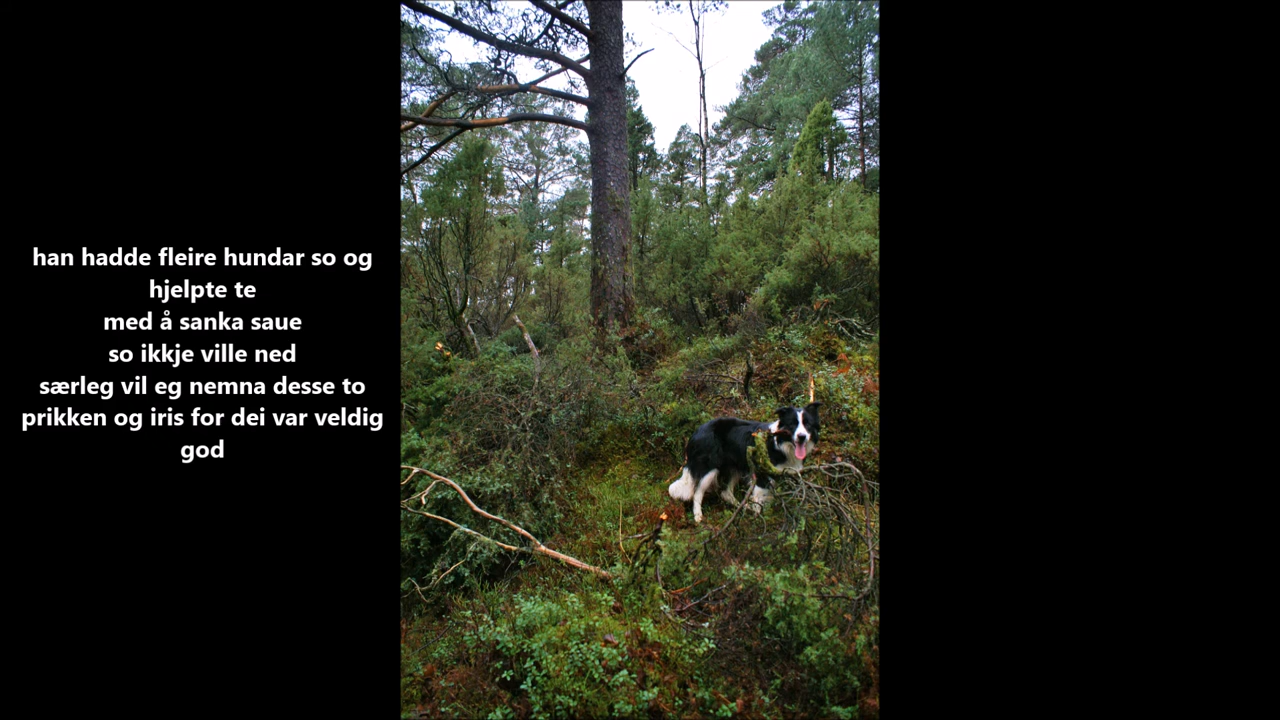 han hadde fleire hundar so og
hjelpte te
med å sanka saue
so ikkje ville ned
særleg vil eg nemna desse to
prikken og iris for dei var veldig
god